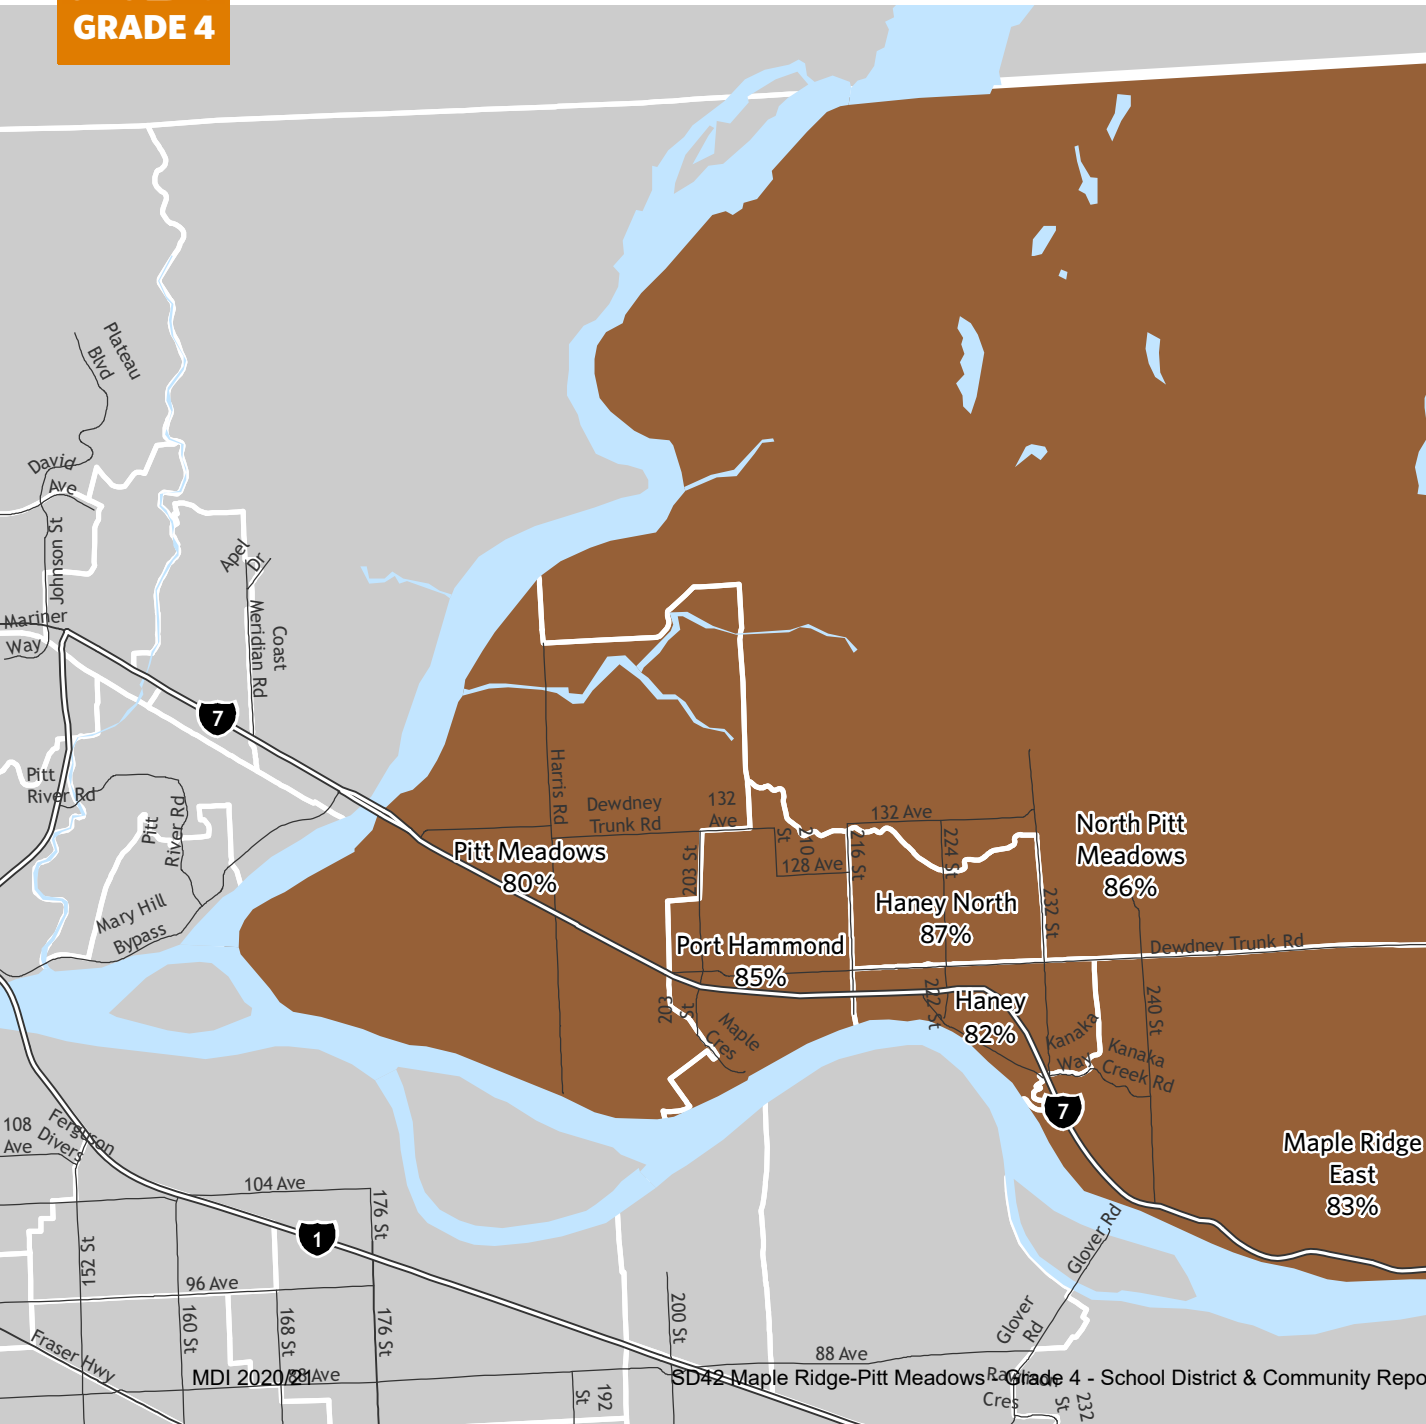 GRADE 4
Plateau
Blvd
David
Ave
Johnson St
Apel
Dr
Mariner
Way
Coast
Meridian Rd
7
Pitt
River Rd
Pitt
River Rd
Mary Hill
Bypass
Harris Rd
Dewdney
Trunk Rd
132
Ave
132 Ave
210
St
128 Ave
216 St
224 St
203 St
Pitt Meadows
80%
North Pitt
Meadows
86%
Haney North
87%
232 St
Port Hammond
85%
Dewdney Trunk Rd
203
St
222 St
Haney
82%
240 St
Maple
Cres
Kanaka
Way
Kanaka
Creek Rd
7
108
Ave
Ferguson
Divers
Maple Ridge
East
83%
104 Ave
176 St
1
152 St
Glover Rd
96 Ave
160 St
168 St
176 St
200 St
Glover
Rd
Fraser Hwy
88 Ave
88 Ave
MDI 2020/21
SD42 Maple Ridge-Pitt Meadows - Grade 4 - School District & Community Repo
Cres
192
St
232
St